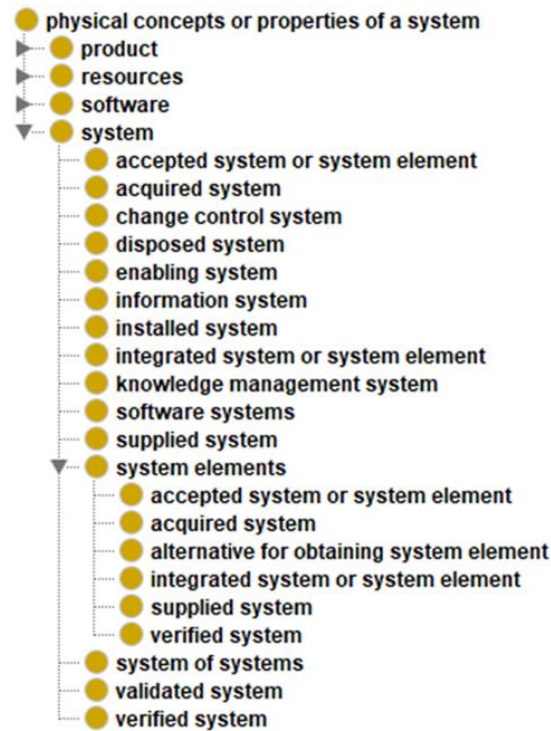 physical concepts or properties of a system
product
resources
software
system
accepted system or system element
acquired system
change control system
disposed system
enabling system
information system
installed system
integrated system or system element
knowledge management system
software systems
supplied system
system elements
accepted system or system element
acquired system
alternative for obtaining system element
integrated system or system element
supplied system
verified system
system of systems
validated system
verified system